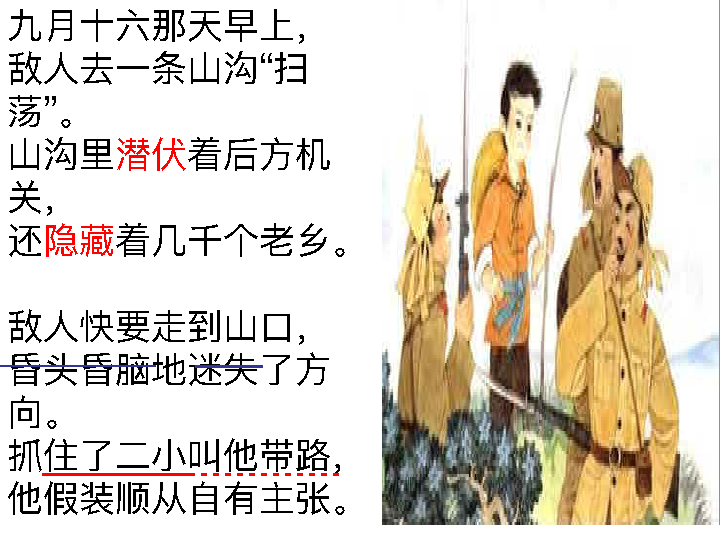 九月十六那天早上，
敌人去一条山沟“扫
荡”。
山沟里潜伏着后方机
关，
还隐藏着几千个老乡。
敌人快要走到山口，
昏头昏脑地迷失了方
向。
抓住了二小叫他带路，
他假装顺从自有主张。